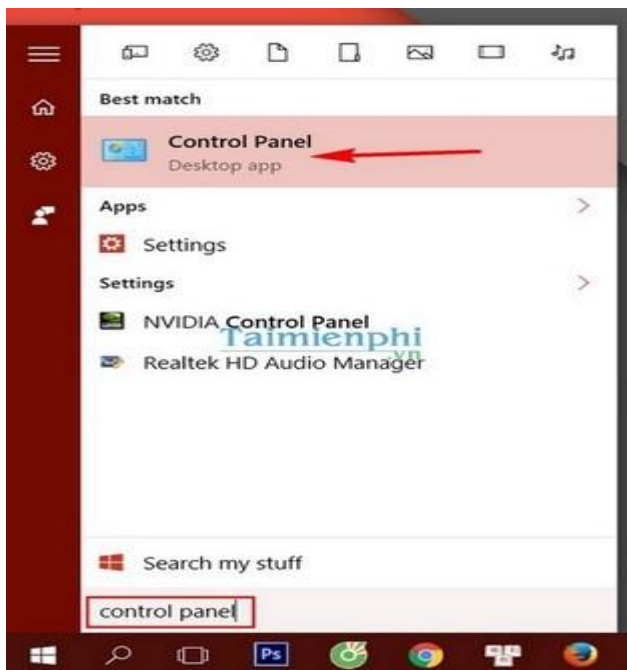 Best match
Control Panel
Desktop app
Apps
Settings
Settings
NVIDIA Control Panel
Taimienphi
.vn
Realtek HD Audio Manager
Search my stuff
control panel
Ps